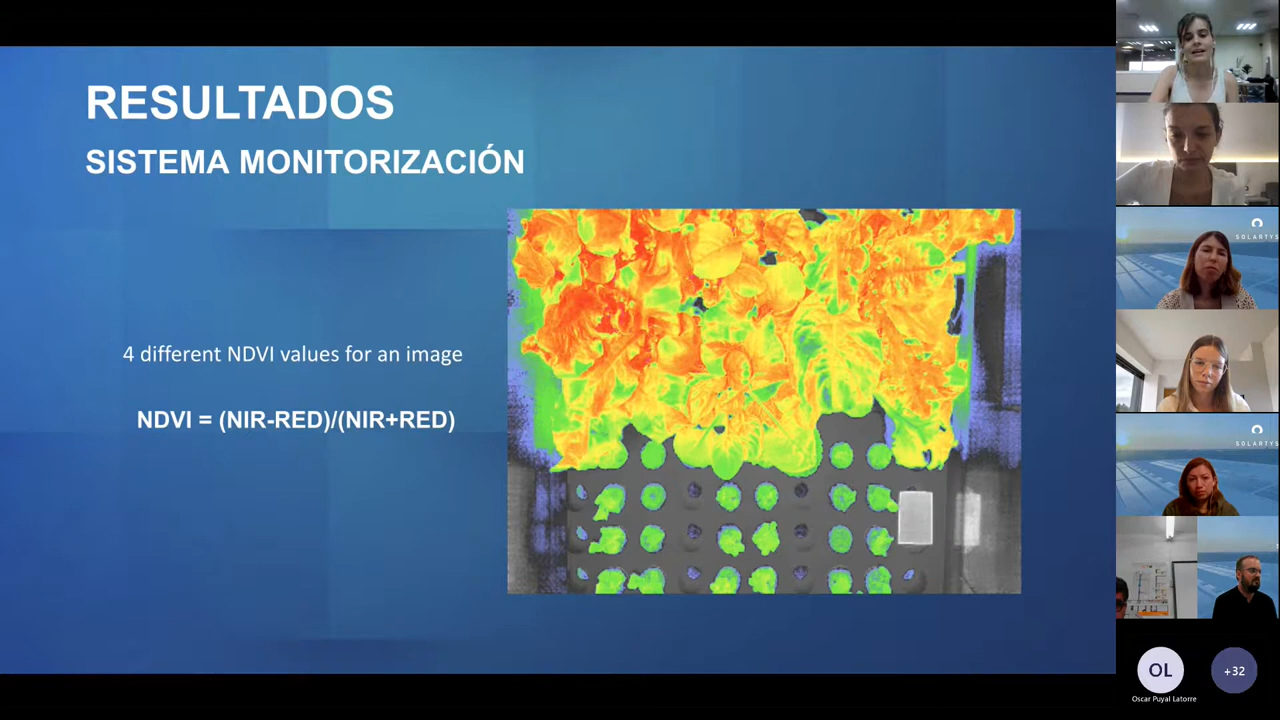 RESULTADOS
SISTEMA MONITORIZACIÓN
4 different NDVI values for an image
NDVI = (NIR-RED)/(NIR+RED)
SOLARTYS
SOLARTYS
OL
+32
Oscar Puyal Latorre